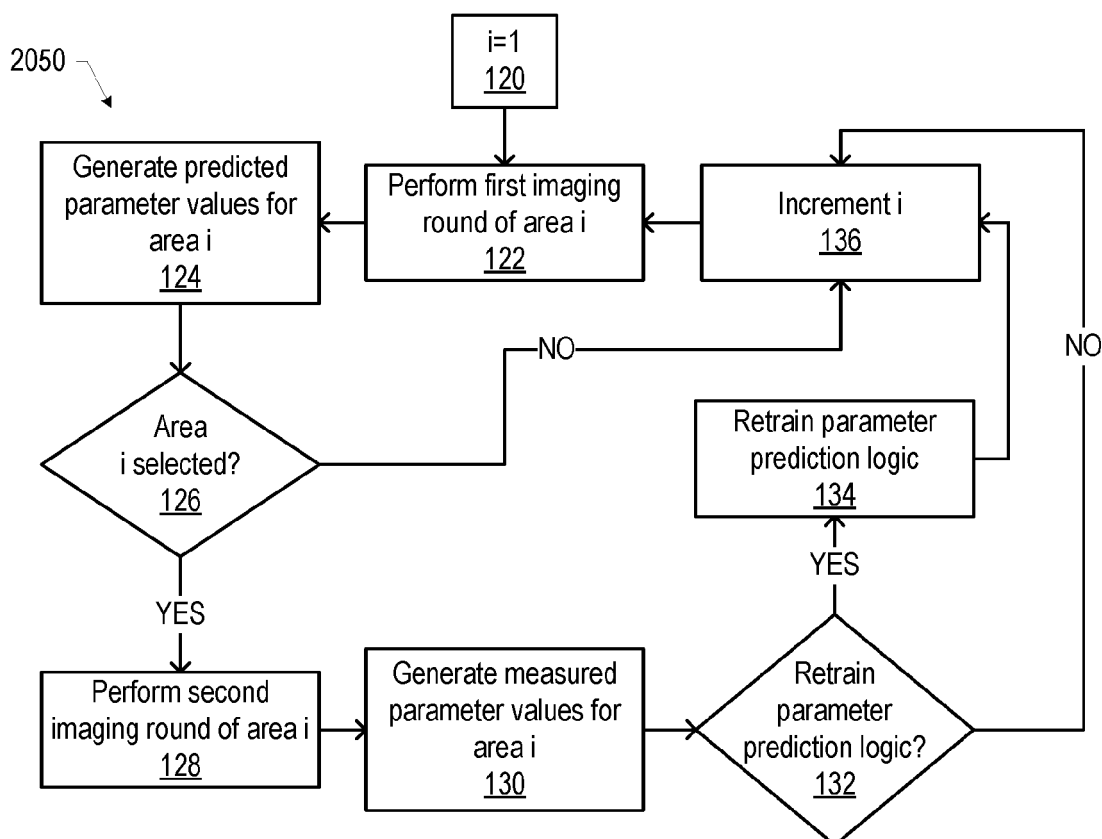 2050
i=1
120
Generate predicted
parameter values for
area i
124
Perform first imaging
round of area i
122
Increment i
136
NO
NO
Area
i selected?
126
Retrain parameter
prediction logic
134
YES
YES
Perform second
imaging round of area i
128
Generate measured
parameter values for
area i
130
Retrain
parameter
prediction logic?
132